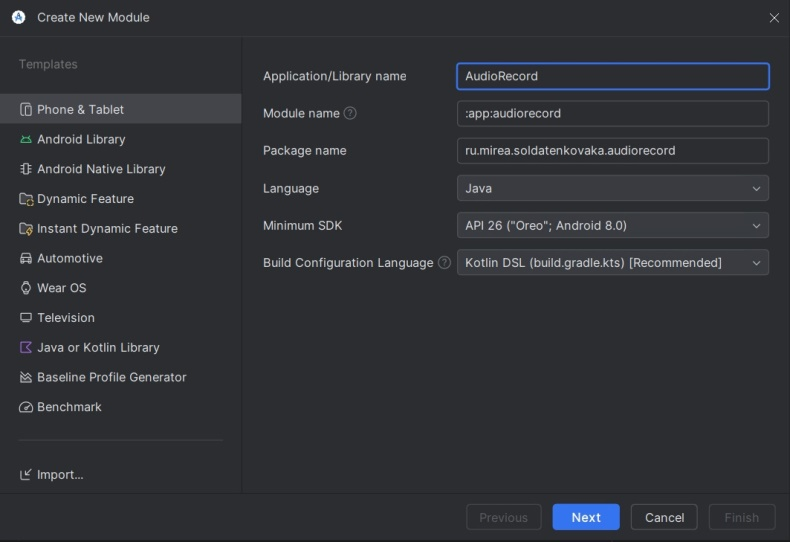 Create New Module
Templates
Phone & Tablet
Android Library
Android Native Library
Dynamic Feature
Instant Dynamic Feature
Automotive
Wear OS
Television
Java or Kotlin Library
Baseline Profile Generator
Benchmark
Import...
Application/Library name AudioRecord
Module name ? :app:audiorecord
Package name ru.mirea.soldatenkovaka.audiorecord
Language Java
Minimum SDK API 26 ("Oreo"; Android 8.0)
Build Configuration Language ? Kotlin DSL (build.gradle.kts) [Recommended]
Previous Next Cancel Finish